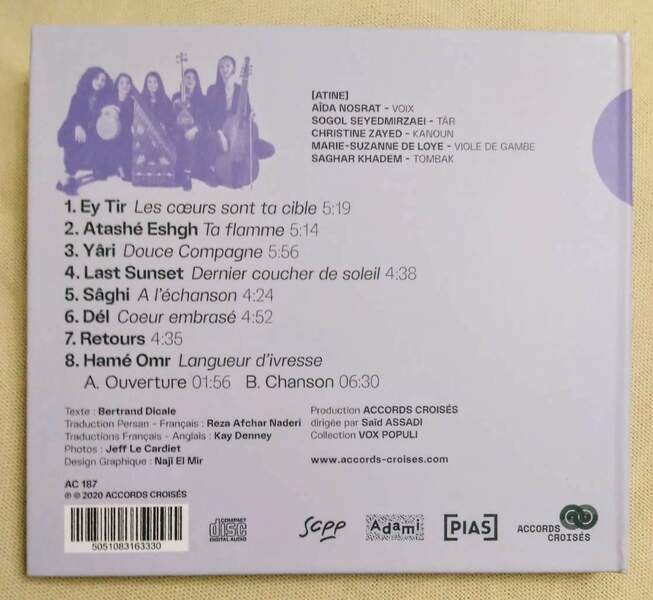 [ATINE]
AÏDA NOSRAT - VOIX
SOGOL SEYEDMIRZAEI - TÂR
CHRISTINE ZAYED - KANOUN
MARIE-SUZANNE DE LOYE - VIOLE DE GAMBE
SAGHAR KHADEM - TOMBAK
1. Ey Tir Les cœurs sont ta cible 5:19
2. Atashé Eshgh Ta flamme 5:14
3. Yâri Douce Compagne 5:56
4. Last Sunset Dernier coucher de soleil 4:38
5. Sâghi A l'échanson 4:24
6. Dél Coeur embrasé 4:52
7. Retours 4:35
8. Hamé Omr Langueur d'ivresse
A. Ouverture 01:56 B. Chanson 06:30
Texte : Bertrand Dicale
Traduction Persan - Français : Reza Afchar Naderi
Traductions Français - Anglais : Kay Denney
Photos : Jeff Le Cardiet
Design Graphique : Naji El Mir
Production ACCORDS CROISÉS
dirigée par Saïd ASSADI
Collection VOX POPULI
www.accords-croises.com
AC 187
℗ © 2020 ACCORDS CROISÉS
5051083163330
COMPACT
disc
DIGITAL AUDIO
scpp
Adami
[PIAS]
ACCORDS
CROISÉS